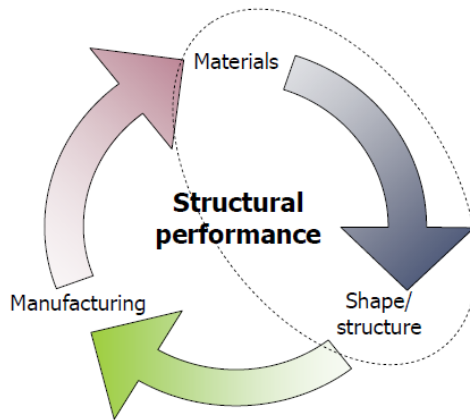 Materials
Structural
performance
Manufacturing
Shape/
structure